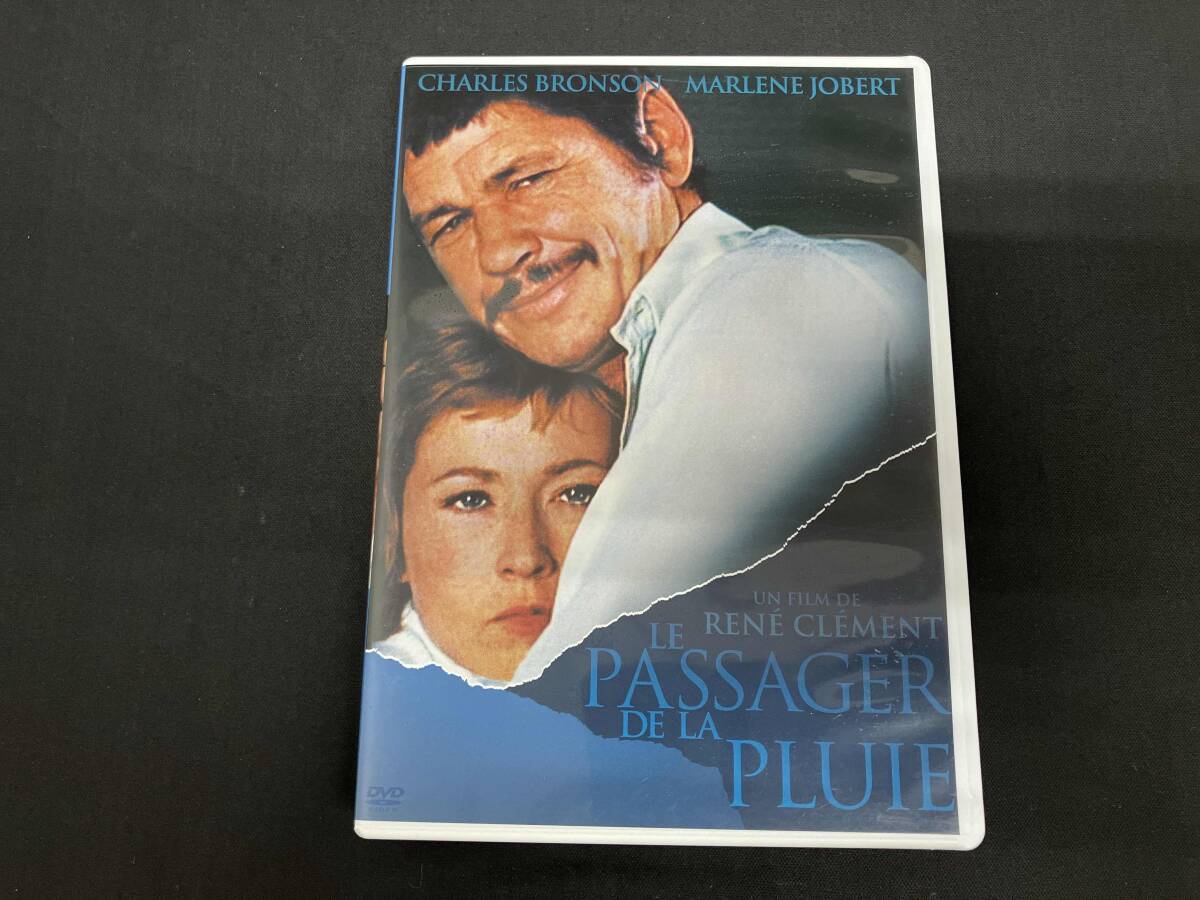 CHARLES BRONSON MARLENE JOBERT
UN FILM DE
RENÉ CLÉMENT
LE
PASSAGER
DE LA
PLUIE
DVD